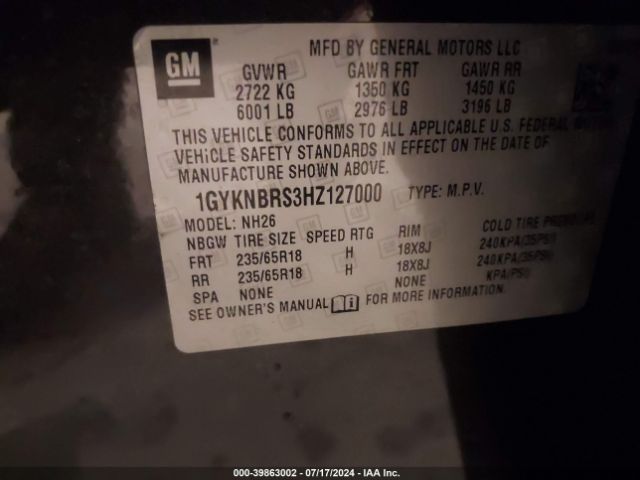 GM
MFD BY GENERAL MOTORS LLC
GVWR GAWR FRT GAWR RR
2722 KG 1350 KG 1450 KG
6001 LB 2976 LB 3196 LB
THIS VEHICLE CONFORMS TO ALL APPLICABLE U.S. FEDERAL
VEHICLE SAFETY STANDARDS IN EFFECT ON THE DATE OF
MANUFACTURE SHOWN ABOVE.
1GYKNBRS3HZ127000 TYPE: M.P.V.
MODEL: NH26
NBGW TIRE SIZE SPEED RTG RIM COLD TIRE PRESSURE
FRT 235/65R18 H 18X8J 240KPA/35PSI)
RR 235/65R18 H 18X8J 240KPA/35PSI)
SPA NONE NONE KPA/PSI)
SEE OWNER'S MANUAL FOR MORE INFORMATION.
000-39863002 - 07/17/2024 - IAA Inc.